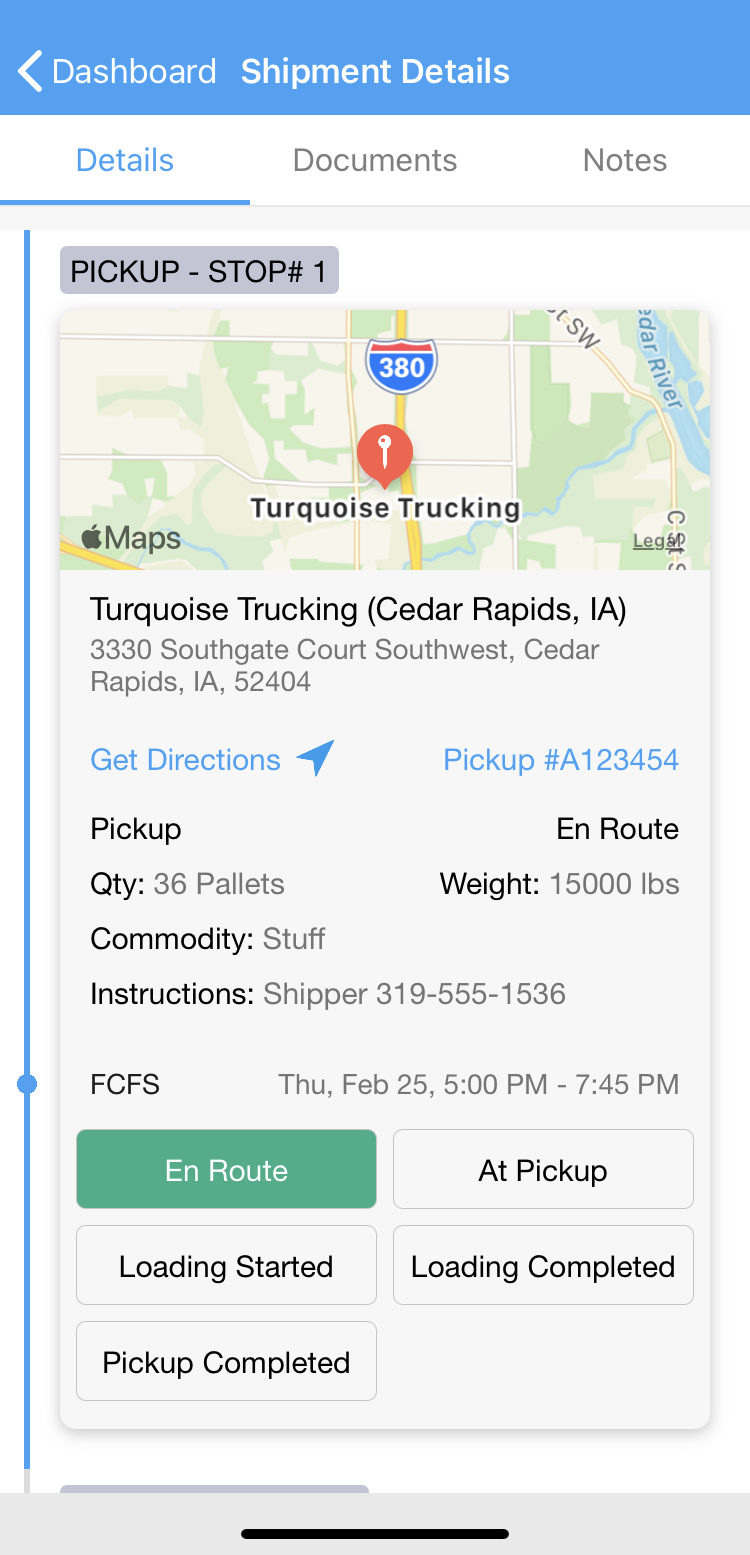 Dashboard Shipment Details
Details Documents Notes
PICKUP - STOP# 1
380
Turquoise Trucking
Maps
Legal
Turquoise Trucking (Cedar Rapids, IA)
3330 Southgate Court Southwest, Cedar
Rapids, IA, 52404
Get Directions Pickup #A123454
Pickup En Route
Qty: 36 Pallets Weight: 15000 lbs
Commodity: Stuff
Instructions: Shipper 319-555-1536
FCFS Thu, Feb 25, 5:00 PM - 7:45 PM
En Route At Pickup
Loading Started Loading Completed
Pickup Completed